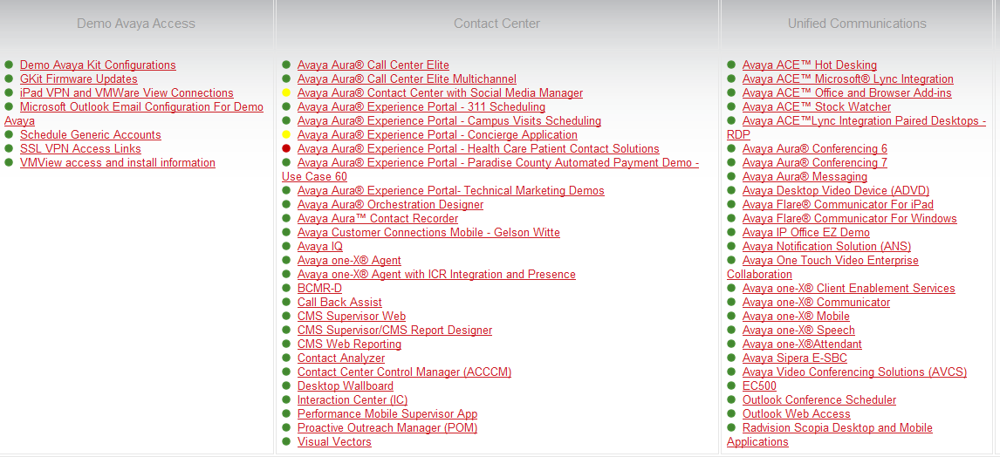 Demo Avaya Access
Demo Avaya Kit Configurations
GKit Firmware Updates
iPad VPN and VMWare View Connections
Microsoft Outlook Email Configuration For Demo
Avaya
Schedule Generic Accounts
SSL VPN Access Links
VMView access and install information
Contact Center
Avaya Aura® Call Center Elite
Avaya Aura® Call Center Elite Multichannel
Avaya Aura® Contact Center with Social Media Manager
Avaya Aura® Experience Portal - 311 Scheduling
Avaya Aura® Experience Portal - Campus Visits Scheduling
Avaya Aura® Experience Portal - Concierge Application
Avaya Aura® Experience Portal - Health Care Patient Contact Solutions
Avaya Aura® Experience Portal - Paradise County Automated Payment Demo -
Use Case 60
Avaya Aura® Experience Portal- Technical Marketing Demos
Avaya Aura® Orchestration Designer
Avaya Aura™ Contact Recorder
Avaya Customer Connections Mobile - Gelson Witte
Avaya IQ
Avaya one-X® Agent
Avaya one-X® Agent with ICR Integration and Presence
BCMR-D
Call Back Assist
CMS Supervisor Web
CMS Supervisor/CMS Report Designer
CMS Web Reporting
Contact Analyzer
Contact Center Control Manager (ACCCM)
Desktop Wallboard
Interaction Center (IC)
Performance Mobile Supervisor App
Proactive Outreach Manager (POM)
Visual Vectors
Unified Communications
Avaya ACE™ Hot Desking
Avaya ACE™ Microsoft® Lync Integration
Avaya ACE™ Office and Browser Add-ins
Avaya ACE™ Stock Watcher
Avaya ACE™Lync Integration Paired Desktops -
RDP
Avaya Aura® Conferencing 6
Avaya Aura® Conferencing 7
Avaya Aura® Messaging
Avaya Desktop Video Device (ADVD)
Avaya Flare® Communicator For iPad
Avaya Flare® Communicator For Windows
Avaya IP Office EZ Demo
Avaya Notification Solution (ANS)
Avaya One Touch Video Enterprise
Collaboration
Avaya one-X® Client Enablement Services
Avaya one-X® Communicator
Avaya one-X® Mobile
Avaya one-X® Speech
Avaya one-X®Attendant
Avaya Sipera E-SBC
Avaya Video Conferencing Solutions (AVCS)
EC500
Outlook Conference Scheduler
Outlook Web Access
Radvision Scopia Desktop and Mobile
Applications